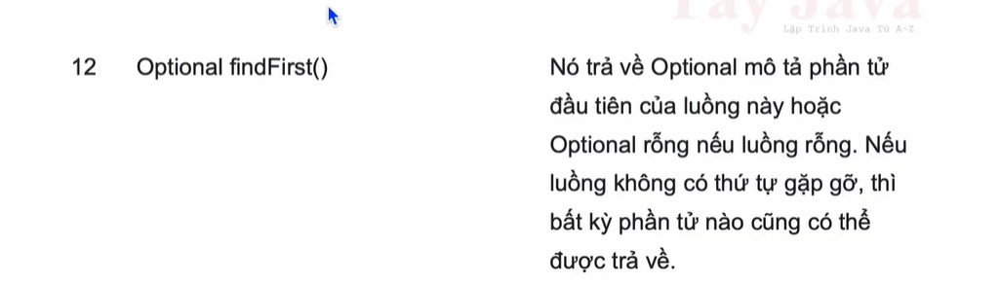 Tay Java
Lập Trình Java Từ A-Z
12 Optional findFirst() Nó trả về Optional mô tả phần tử
đầu tiên của luồng này hoặc
Optional rỗng nếu luồng rỗng. Nếu
luồng không có thứ tự gặp gỡ, thì
bất kỳ phần tử nào cũng có thể
được trả về.